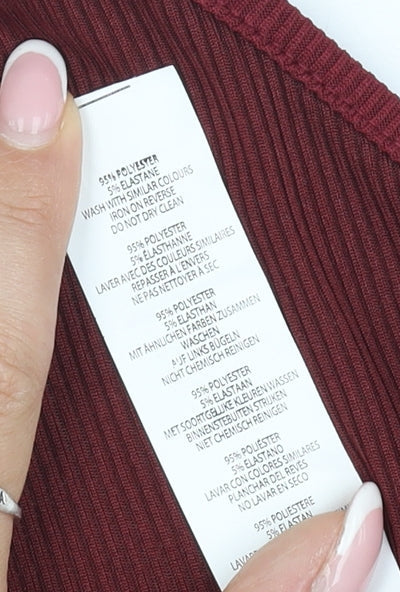 95% POLYESTER
5% ELASTANE
WASH WITH SIMILAR COLOURS
IRON ON REVERSE
DO NOT DRY CLEAN
95% POLYESTER
5% ÉLASTHANNE
LAVER AVEC DES COULEURS SIMILAIRES
REPASSER À L'ENVERS
NE PAS NETTOYER À SEC
95% POLYESTER
5% ELASTHAN
MIT ÄHNLICHEN FARBEN ZUSAMMEN
WASCHEN
AUF LINKS BÜGELN
NICHT CHEMISCH REINIGEN
95% POLYESTER
5% ELASTAAN
MET SOORTGELIJKE KLEUREN WASSEN
BINNENSTEBUITEN STRIJKEN
NIET CHEMISCH REINIGEN
95% POLIÉSTER
5% ELASTANO
LAVAR CON COLORES SIMILARES
PLANCHAR DEL REVÉS
NO LAVAR EN SECO
95% POLIESTERE
5% ELASTAN